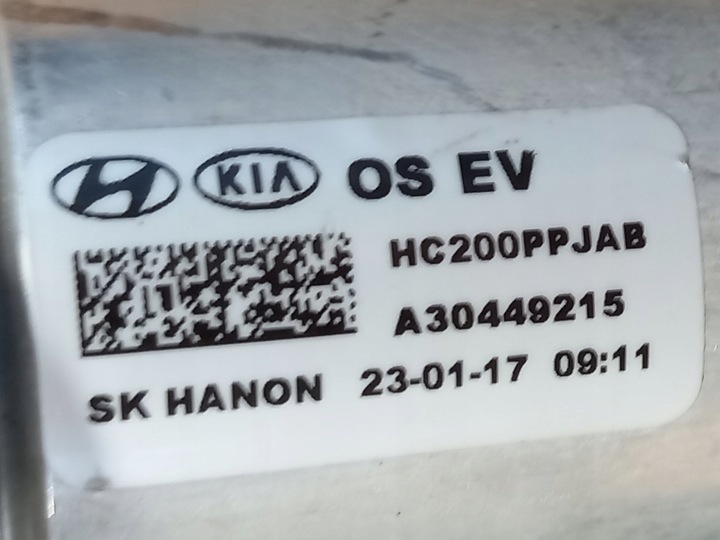 KIA OS EV
HC200PPJAB
A30449215
SK HANON 23-01-17 09:11